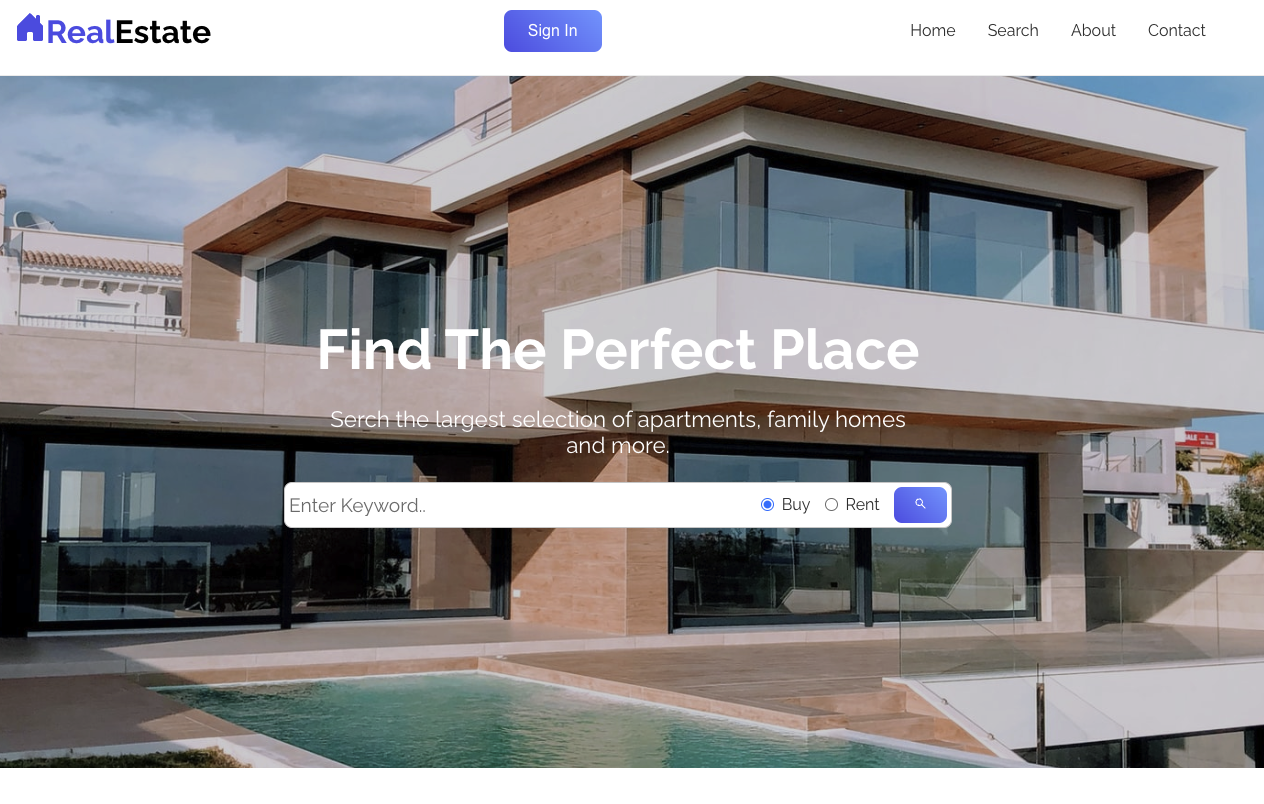 RealEstate
Sign In
Home Search About Contact
Find The Perfect Place
Serch the largest selection of apartments, family homes
and more.
Enter Keyword.. Buy Rent